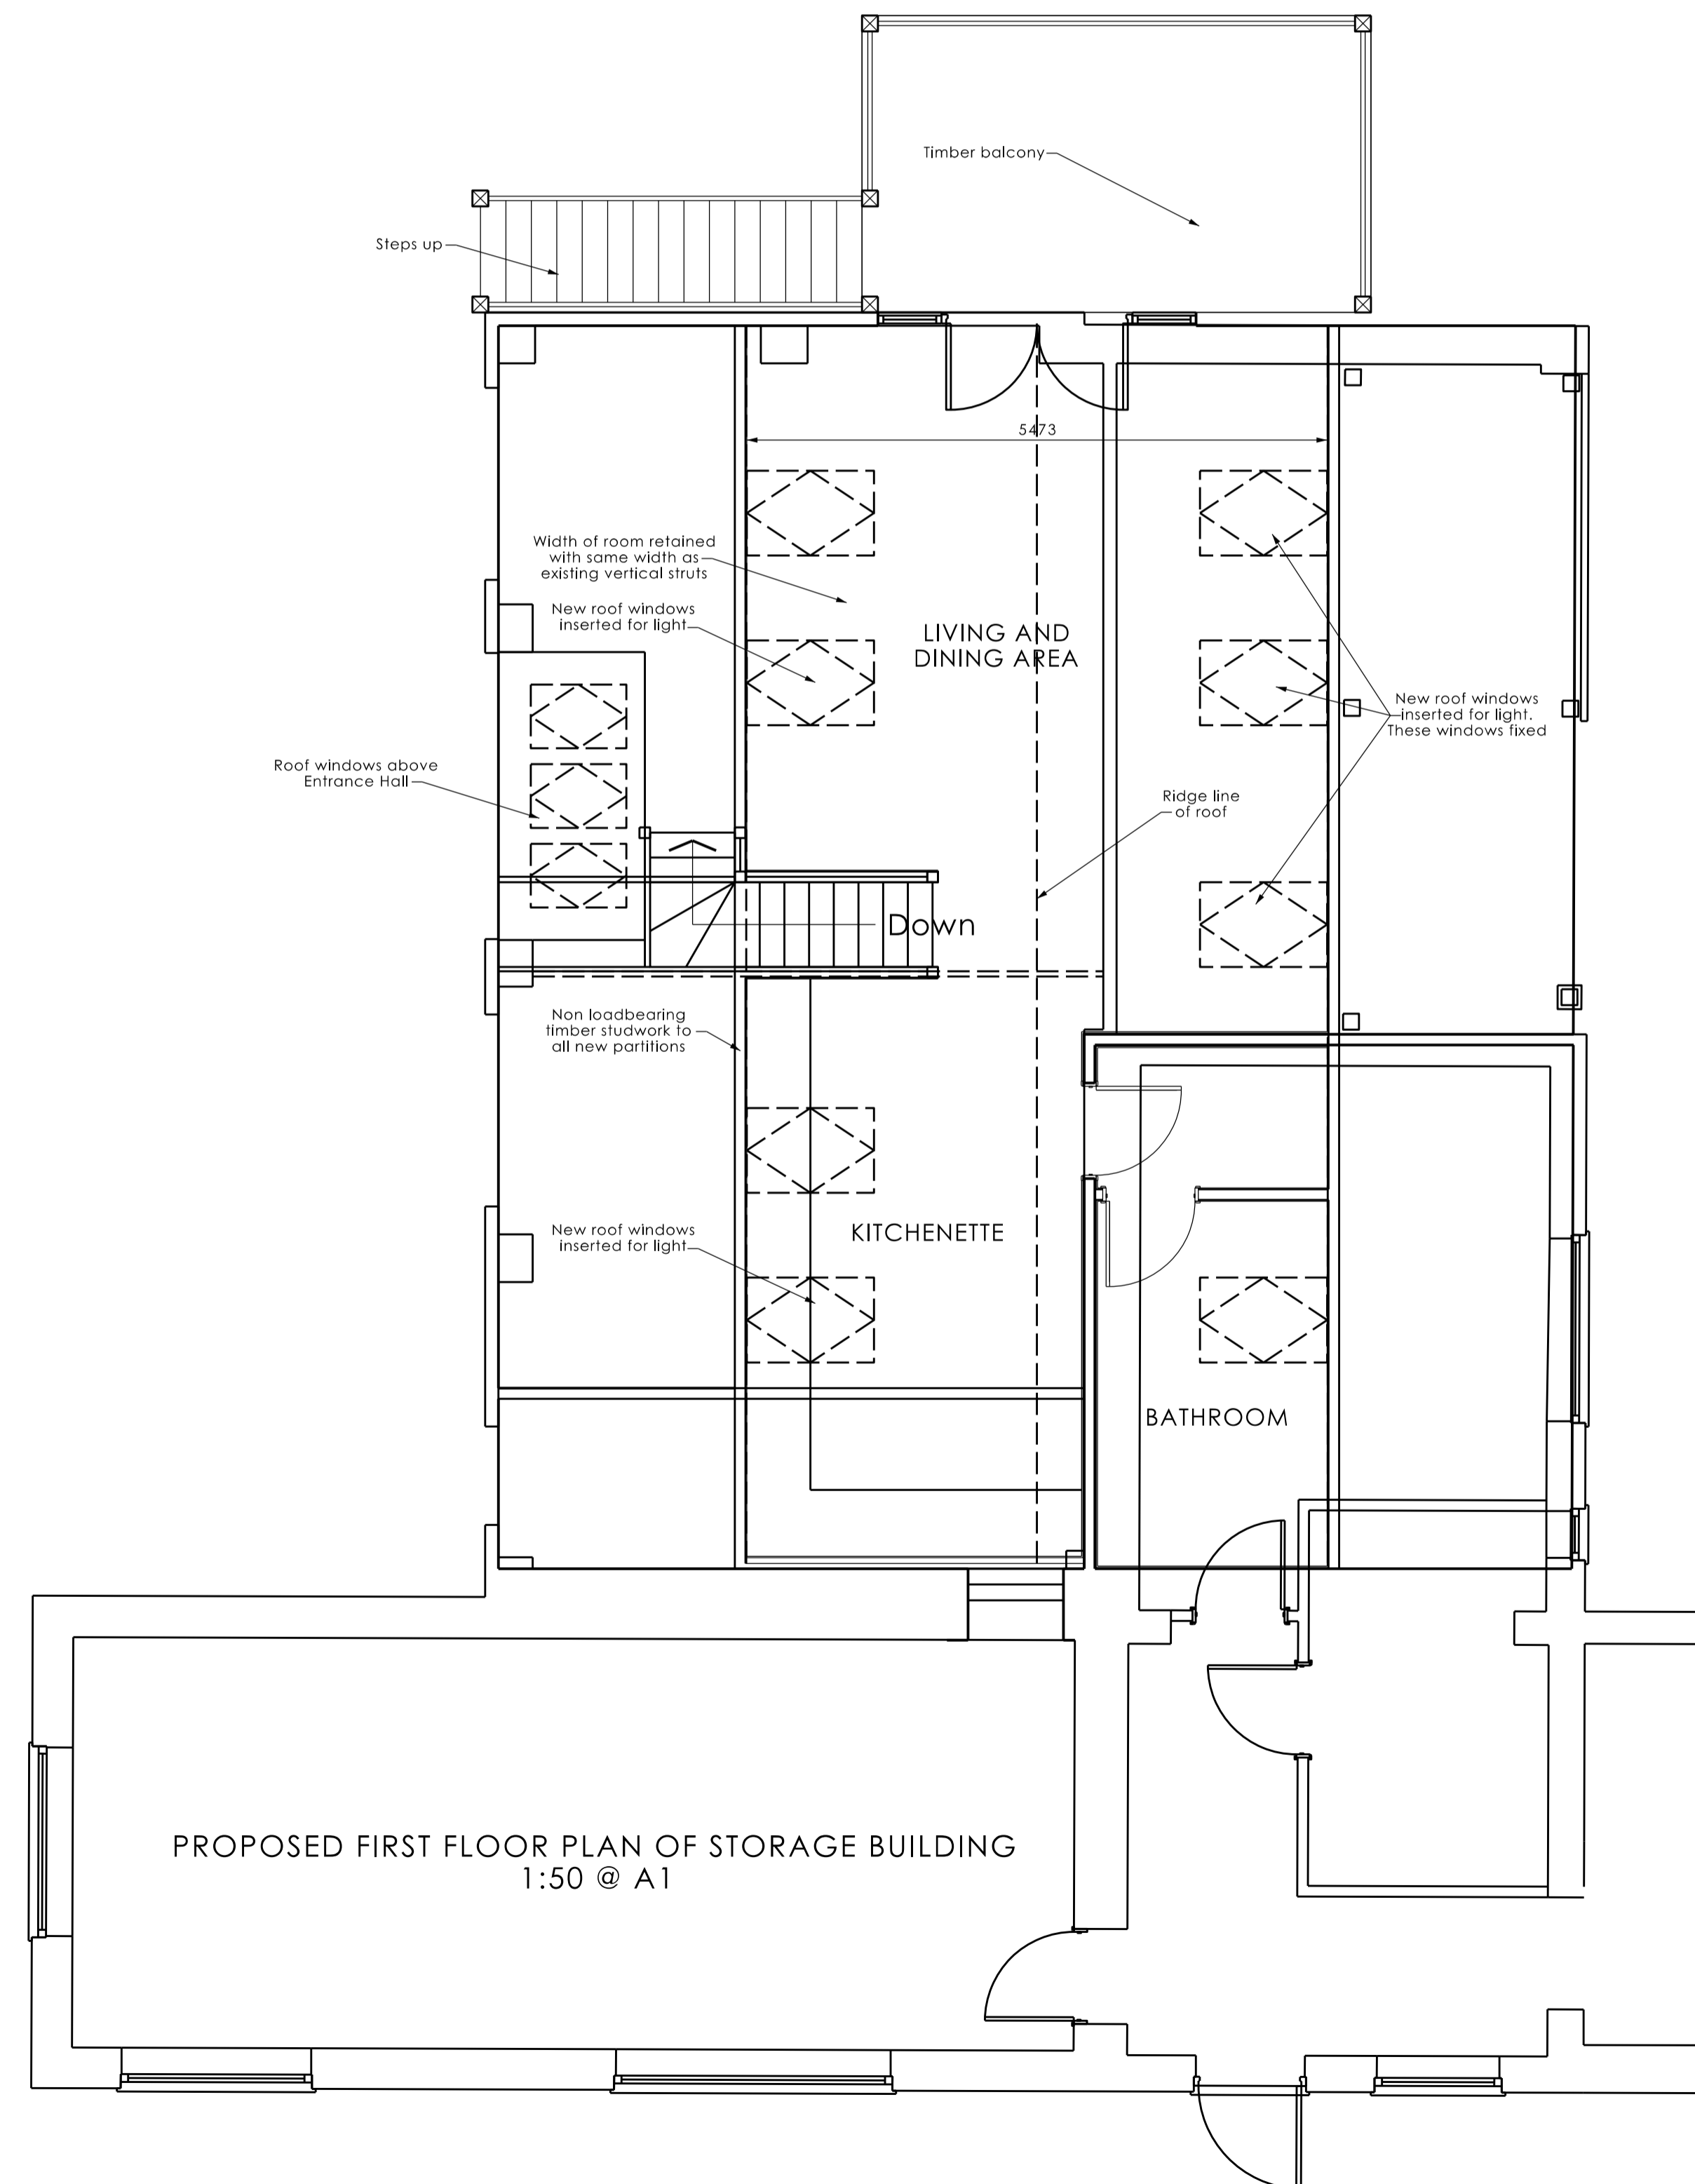 Timber balcony
Steps up
5473
Width of room retained
with same width as
existing vertical struts
New roof windows
inserted for light
LIVING AND
DINING AREA
New roof windows
inserted for light.
These windows fixed
Roof windows above
Entrance Hall
Ridge line
of roof
Down
Non loadbearing
timber studwork to
all new partitions
New roof windows
inserted for light
KITCHENETTE
BATHROOM
PROPOSED FIRST FLOOR PLAN OF STORAGE BUILDING
1:50 @ A1